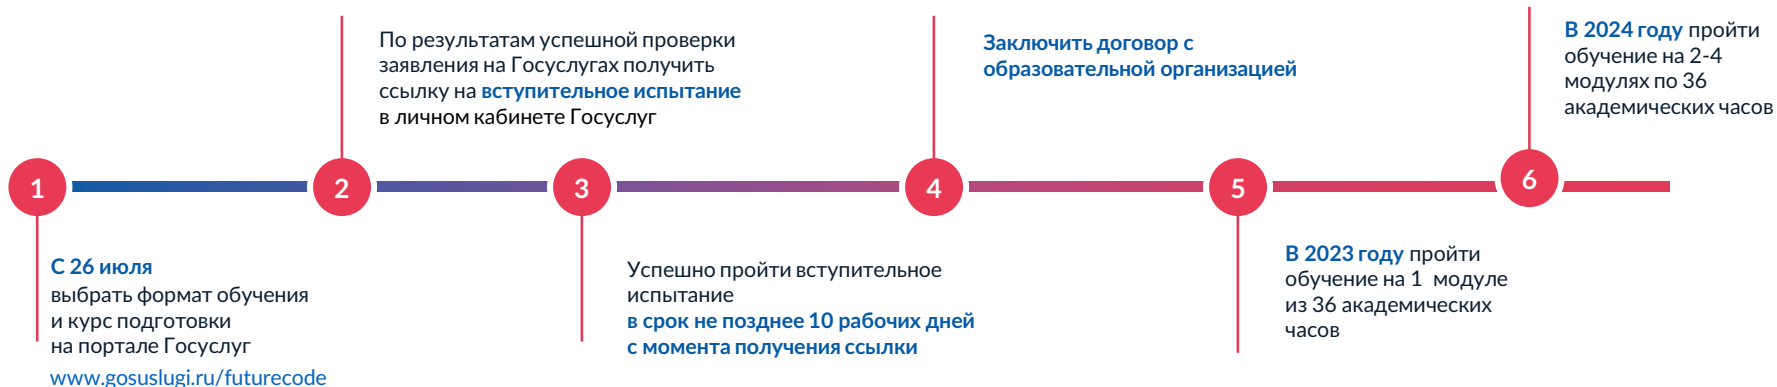 1
С 26 июля
выбрать формат обучения
и курс подготовки
на портале Госуслуг
www.gosuslugi.ru/futurecode
2
По результатам успешной проверки
заявления на Госуслугах получить
ссылку на вступительное испытание
в личном кабинете Госуслуг
3
Успешно пройти вступительное
испытание
в срок не позднее 10 рабочих дней
с момента получения ссылки
4
Заключить договор с
образовательной организацией
5
В 2023 году пройти
обучение на 1 модуле
из 36 академических
часов
6
В 2024 году пройти
обучение на 2-4
модулях по 36
академических часов